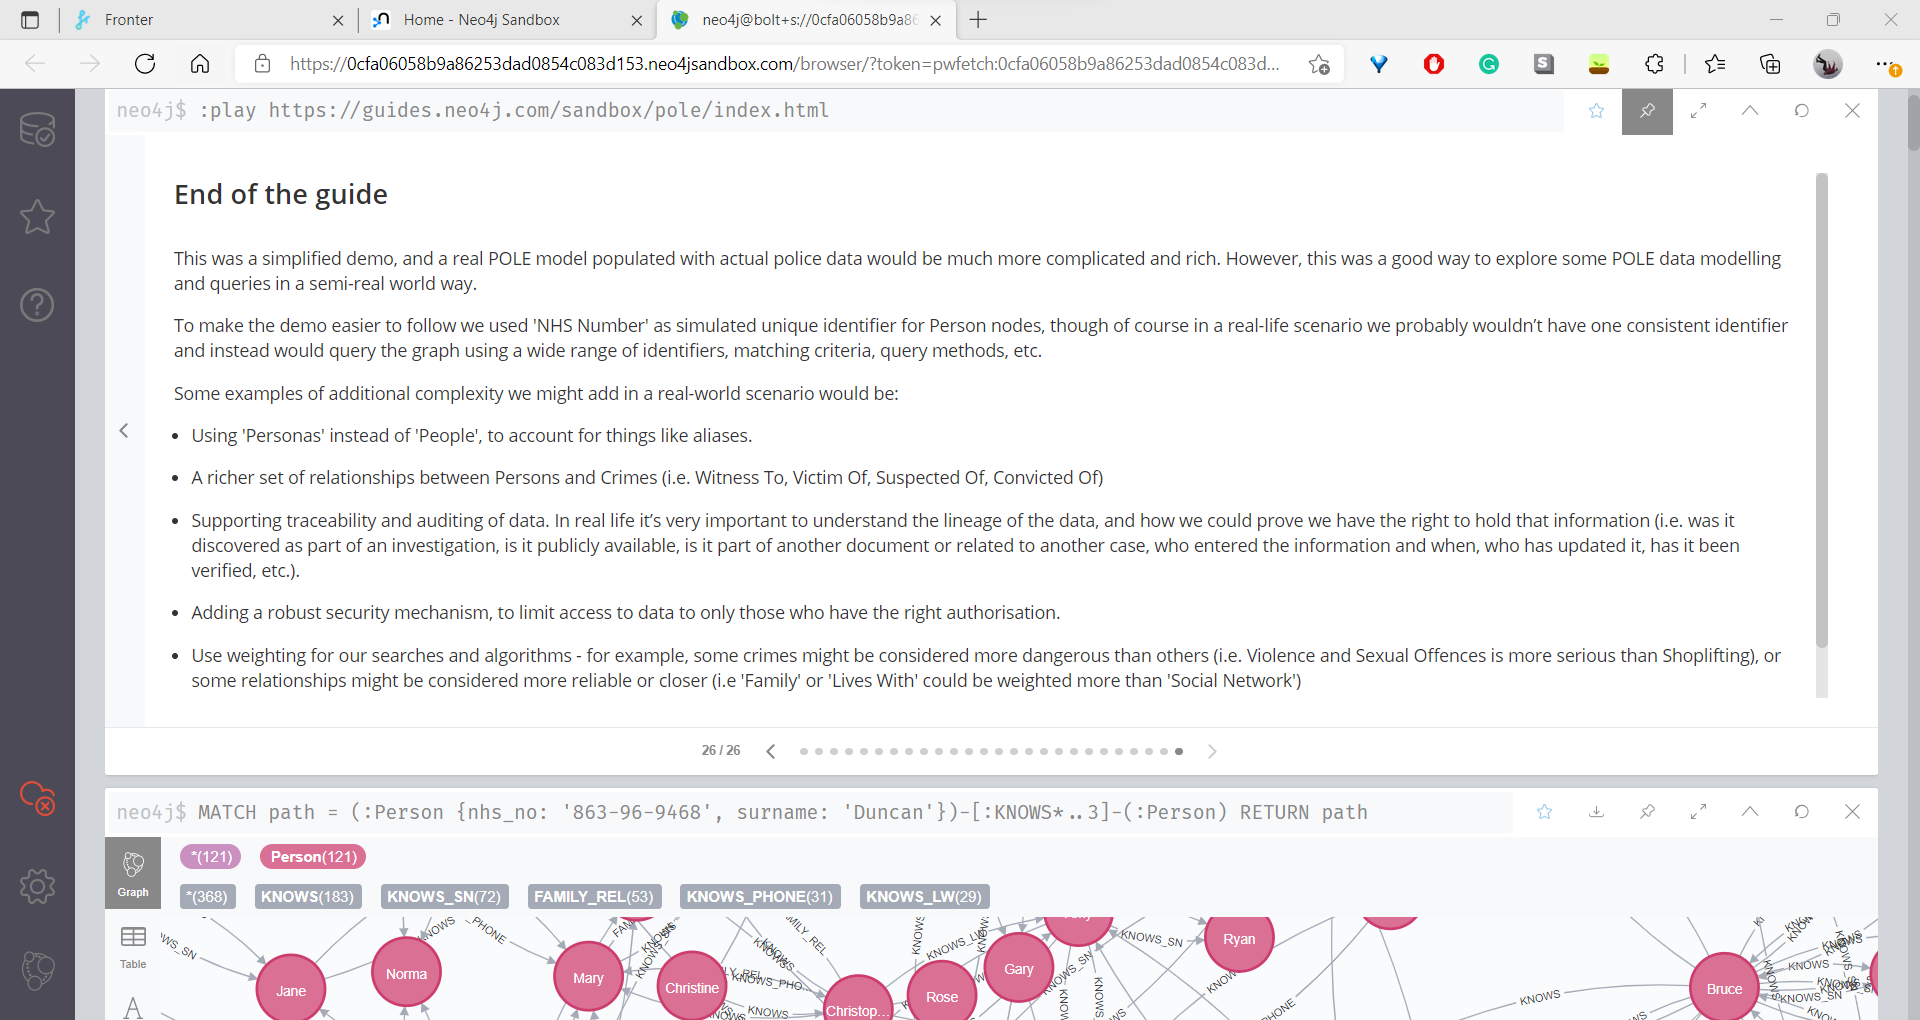 Fronter
Home - Neo4j Sandbox
neo4j@bolt+s://0cfa06058b9a86
https://0cfa06058b9a86253dad0854c083d153.neo4jsandbox.com/browser/?token=pwfetch:0cfa06058b9a86253dad0854c083d...
neo4j$ :play https://guides.neo4j.com/sandbox/pole/index.html
End of the guide
This was a simplified demo, and a real POLE model populated with actual police data would be much more complicated and rich. However, this was a good way to explore some POLE data modelling
and queries in a semi-real world way.
To make the demo easier to follow we used 'NHS Number' as simulated unique identifier for Person nodes, though of course in a real-life scenario we probably wouldn’t have one consistent identifier
and instead would query the graph using a wide range of identifiers, matching criteria, query methods, etc.
Some examples of additional complexity we might add in a real-world scenario would be:
• Using 'Personas' instead of 'People', to account for things like aliases.
• A richer set of relationships between Persons and Crimes (i.e. Witness To, Victim Of, Suspected Of, Convicted Of)
• Supporting traceability and auditing of data. In real life it’s very important to understand the lineage of the data, and how we could prove we have the right to hold that information (i.e. was it
discovered as part of an investigation, is it publicly available, is it part of another document or related to another case, who entered the information and when, who has updated it, has it been
verified, etc.).
• Adding a robust security mechanism, to limit access to data to only those who have the right authorisation.
• Use weighting for our searches and algorithms - for example, some crimes might be considered more dangerous than others (i.e. Violence and Sexual Offences is more serious than Shoplifting), or
some relationships might be considered more reliable or closer (i.e 'Family' or 'Lives With' could be weighted more than 'Social Network')
26 / 26
neo4j$ MATCH path = (:Person {nhs_no: '863-96-9468', surname: 'Duncan'})-[:KNOWS*..3]-(:Person) RETURN path
*(121) Person(121)
Graph
*(368) KNOWS(183) KNOWS_SN(72) FAMILY_REL(53) KNOWS_PHONE(31) KNOWS_LW(29)
Table
KNOWS
KNOWS_LW
KNOWS_SN
Ryan
Norma
Mary
Gary
Jane
Christine
Rose
Bruce
KNOWS
KNOWS
KNOWS_PHO...
KNOWS_SN
KNOWS
KNOWS_SN
KNOWS
Christop...